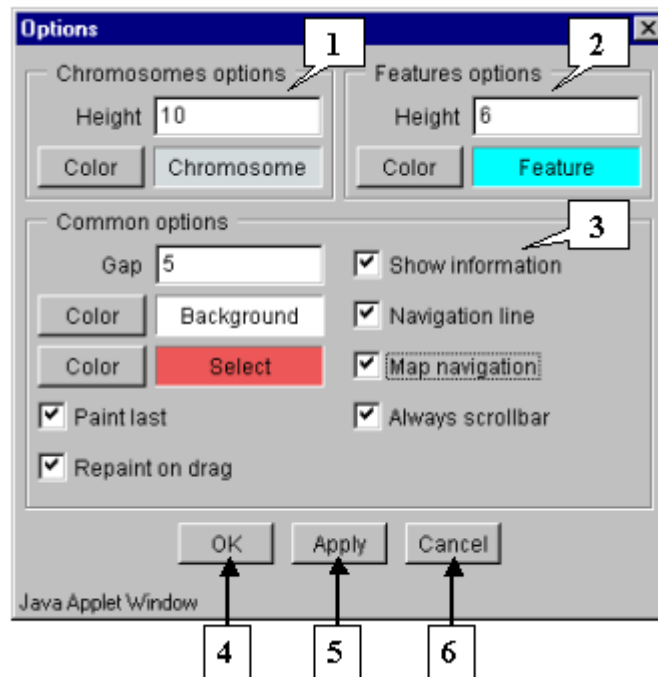 Options
1
2
Chromosomes options
Features options
Height 10
Height 6
Color Chromosome
Color Feature
3
Common options
Gap 5
Show information
Color Background
Navigation line
Color Select
Map navigation
Paint last
Always scrollbar
Repaint on drag
OK Apply Cancel
Java Applet Window
4 5 6